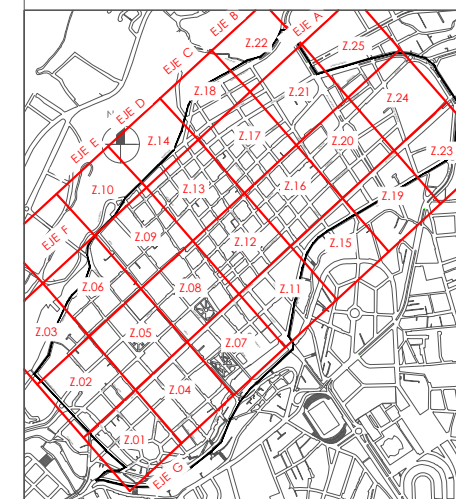 EJE B
EJE A
Z.22
Z.25
EJE C
Z.18
Z.21
Z.24
EJE D
Z.14
Z.17
Z.20
Z.23
EJE E
Z.10
Z.13
Z.16
Z.19
EJE F
Z.09
Z.12
Z.15
Z.06
Z.08
Z.11
Z.03
Z.05
Z.07
Z.02
Z.04
Z.01
EJE G